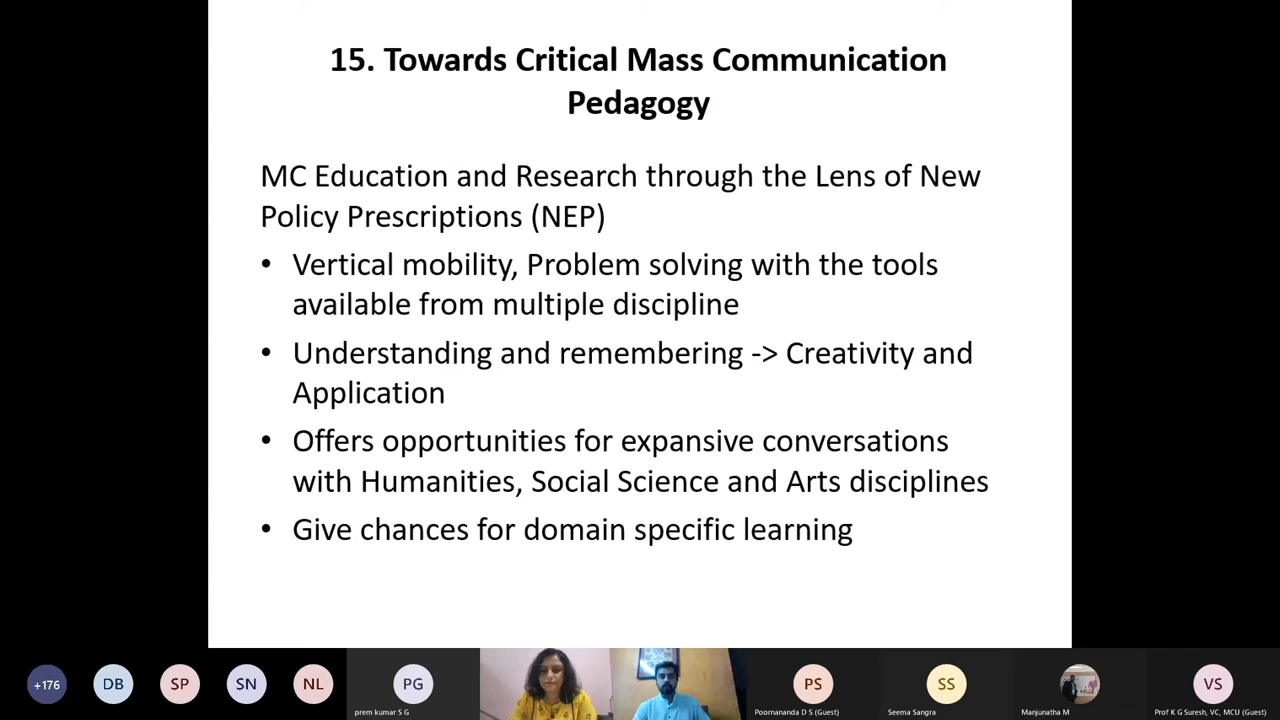 15. Towards Critical Mass Communication
Pedagogy
MC Education and Research through the Lens of New
Policy Prescriptions (NEP)
• Vertical mobility, Problem solving with the tools
available from multiple discipline
• Understanding and remembering -> Creativity and
Application
• Offers opportunities for expansive conversations
with Humanities, Social Science and Arts disciplines
• Give chances for domain specific learning
+176
DB
SP
SN
NL
PG
PS
SS
VS
prem kumar S G
Poornananda D S (Guest)
Seema Sangra
Manjunatha M
Prof K G Suresh, VC, MCU (Guest)